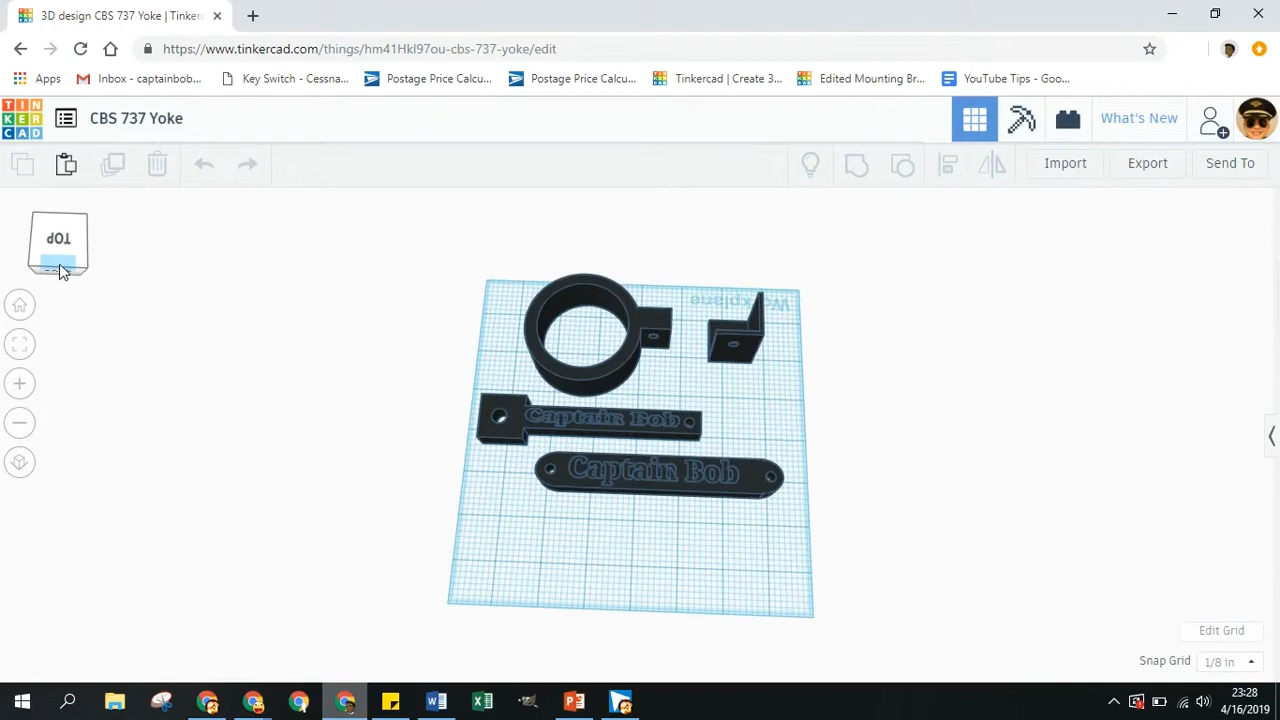 3D design CBS 737 Yoke | Tinkerc
https://www.tinkercad.com/things/hm41Hkl97ou-cbs-737-yoke/edit
Apps
Inbox - captainbob...
Key Switch - Cessna...
Postage Price Calcu...
Postage Price Calcu...
Tinkercad | Create 3...
Edited Mounting Br...
YouTube Tips - Goo...
TIN
KER
CAD
CBS 737 Yoke
What's New
Import
Export
Send To
TOP
Workplane
Captain Bob
Captain Bob
Edit Grid
Snap Grid
1/8 in
23:28
4/16/2019